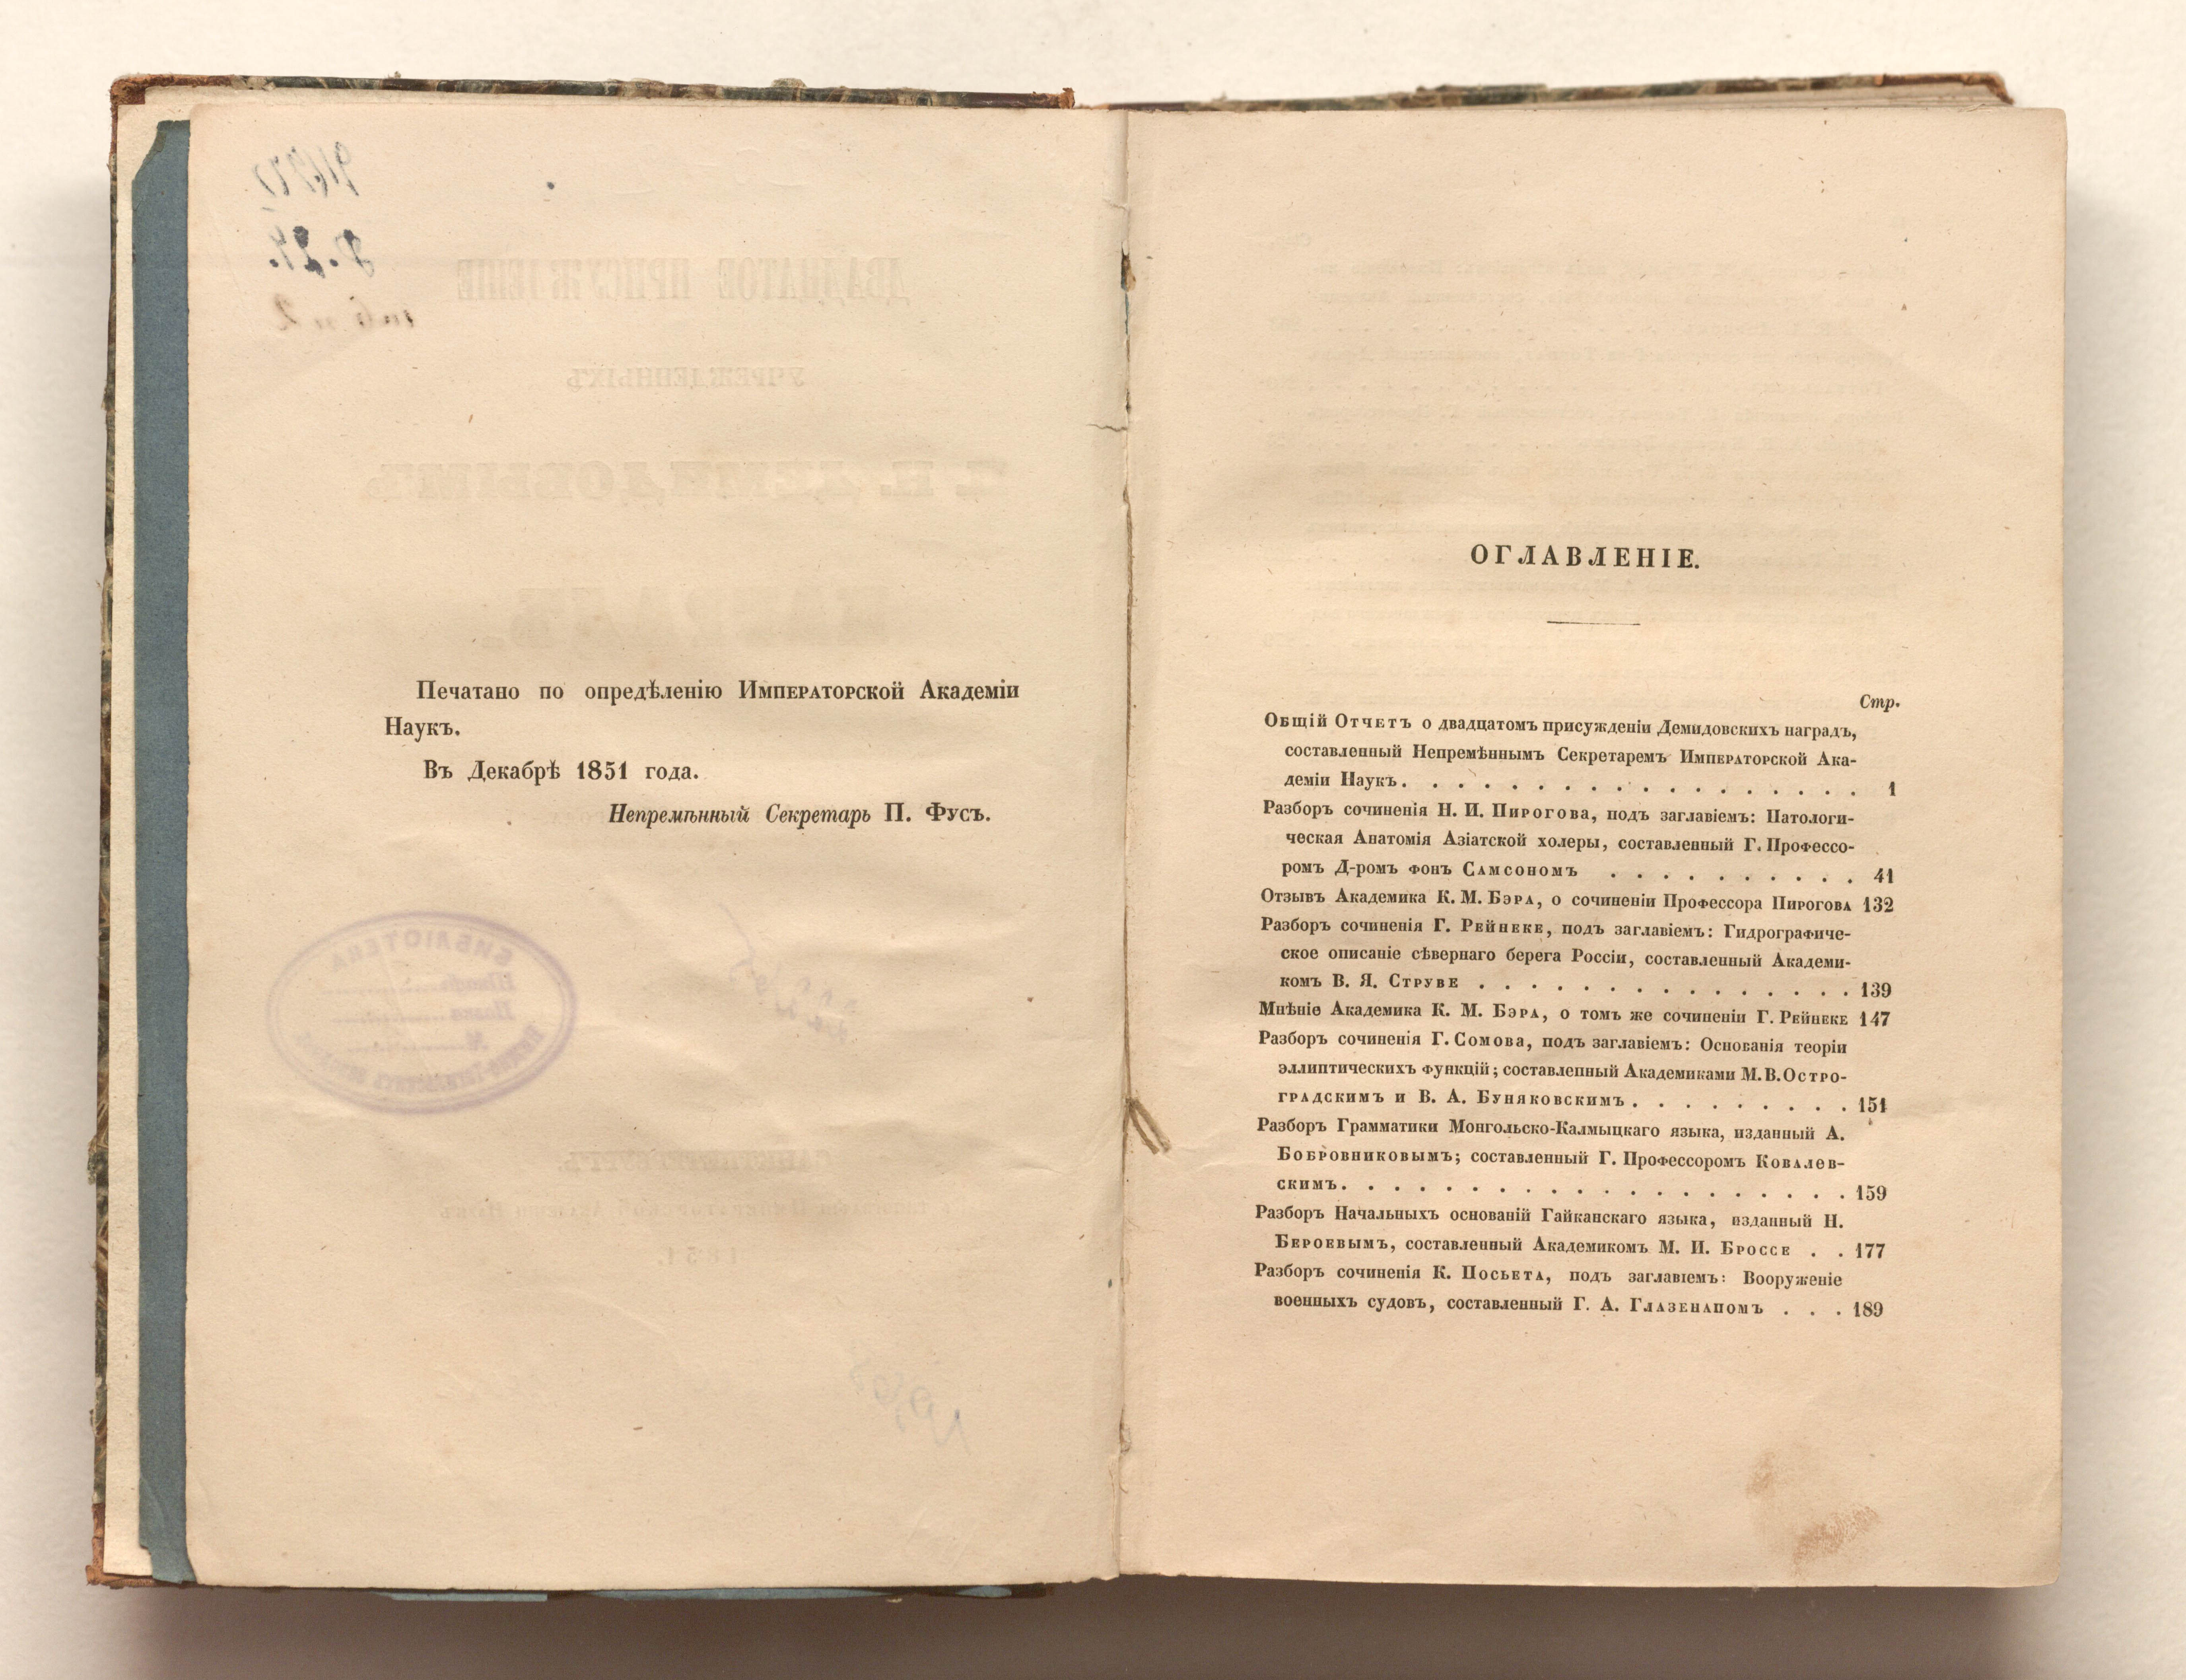 Печатано по опредѣленію Императорской Академіи
Наукъ.
Въ Декабрѣ 1851 года.
Непремѣнный Секретарь П. Фусъ.
ОГЛАВЛЕНІЕ.
Стр.
Общій Отчетъ о двадцатомъ присужденіи Демидовскихъ наградъ,
составленный Непремѣннымъ Секретаремъ Императорской Ака-
деміи Наукъ. . . . . . . . . . . . . . . . . . 1
Разборъ сочиненія Н. И. Пирогова, подъ заглавіемъ: Патологи-
ческая Анатомія Азіатской холеры, составленный Г. Профессо-
ромъ Д-ромъ фонъ Самсономъ . . . . . . . . . . 41
Отзывъ Академика К. М. Бэра, о сочиненіи Профессора Пирогова 132
Разборъ сочиненія Г. Рейнеке, подъ заглавіемъ: Гидрографиче-
ское описаніе сѣвернаго берега Россіи, составленный Академи-
комъ В. Я. Струве . . . . . . . . . . . . . . . 139
Мнѣніе Академика К. М. Бэра, о томъ же сочиненіи Г. Рейнеке 147
Разборъ сочиненія Г. Сомова, подъ заглавіемъ: Основанія теоріи
эллиптическихъ функцій; составленный Академиками М. В. Остро-
градскимъ и В. А. Буняковскимъ . . . . . . . . . 151
Разборъ Грамматики Монгольско-Калмыцкаго языка, изданный А.
Бобровниковымъ; составленный Г. Профессоромъ Ковалев-
скимъ. . . . . . . . . . . . . . . . . . . . 159
Разборъ Начальныхъ основаній Гайканскаго языка, изданный Н.
Бероевымъ, составленный Академикомъ М. И. Броссе . . 177
Разборъ сочиненія К. Посьета, подъ заглавіемъ: Вооруженіе
военныхъ судовъ, составленный Г. А. Глазенапомъ . . . 189